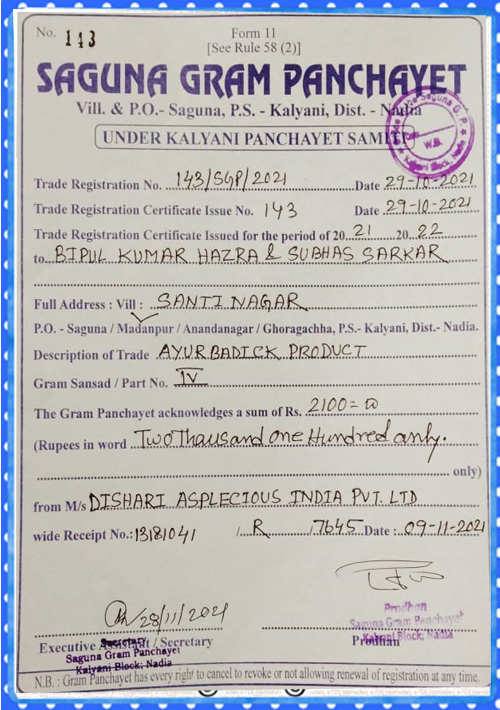 No. 143
Form 11
[See Rule 58 (2)]
SAGUNA GRAM PANCHAYET
Vill. & P.O.- Saguna, P.S. - Kalyani, Dist. - Nadia
UNDER KALYANI PANCHAYET SAMITI
Saguna G. P.
W.B.
Kalyani Block, Nadia
Trade Registration No. 143/SGP/2021 Date 29-10-2021
Trade Registration Certificate Issue No. 143 Date 29-10-2021
Trade Registration Certificate Issued for the period of 20 21 20 22
to BIPUL KUMAR HAZRA & SUBHAS SARKAR
Full Address : Vill : SANTI NAGAR
P.O. - Saguna / Madanpur / Anandanagar / Ghoragachha, P.S.- Kalyani, Dist.- Nadia.
Description of Trade AYURBADICK PRODUCT
Gram Sansad / Part No. IV
The Gram Panchayet acknowledges a sum of Rs. 2100=00
(Rupees in word Two Thausand one Hundred only.
only)
from M/s DISHARI ASPLECIOUS INDIA PVT. LTD
wide Receipt No.: 13181041 / R / 7645 Date : 09-11-2021
Prodhan
Saguna Gram Panchayet
Kalyani Block; Nadia
Prodhan
Executive Assistant / Secretary
Secretary
Saguna Gram Panchayet
Kalyani Block; Nadia
N.B. : Gram Panchayet has every right to cancel to revoke or not allowing renewal of registration at any time.